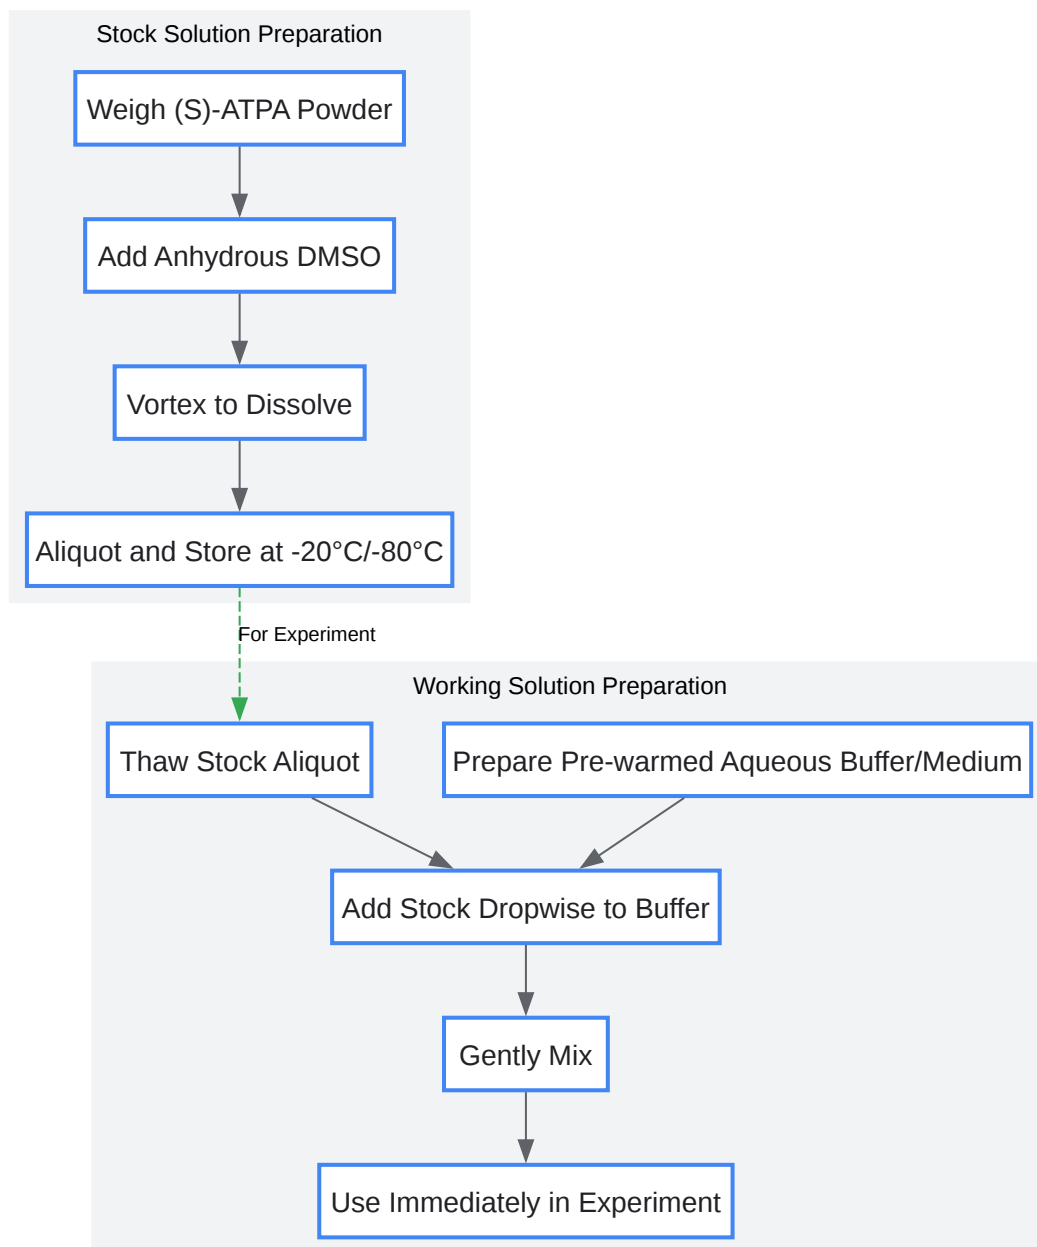 Stock Solution Preparation
Weigh (S)-ATPA Powder
Add Anhydrous DMSO
Vortex to Dissolve
Aliquot and Store at -20°C/-80°C
For Experiment
Working Solution Preparation
Thaw Stock Aliquot
Prepare Pre-warmed Aqueous Buffer/Medium
Add Stock Dropwise to Buffer
Gently Mix
Use Immediately in Experiment